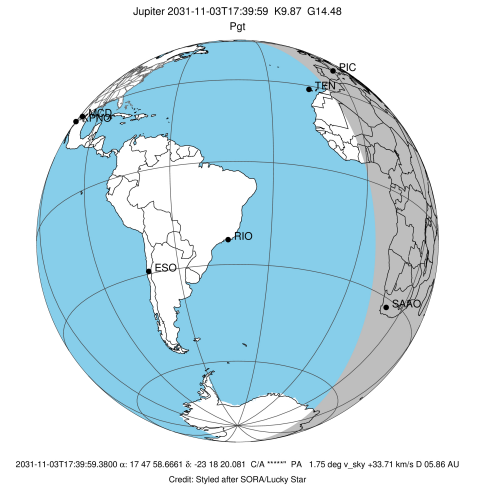 Jupiter 2031-11-03T17:39:59 K9.87 G14.48
Pgt
PIC
TEN
MCD
KPNO
RIO
ESO
SAAO
2031-11-03T17:39:59.3800 α: 17 47 58.6661 δ: -23 18 20.081 C/A *****" PA 1.75 deg v_sky +33.71 km/s D 05.86 AU
Credit: Styled after SORA/Lucky Star